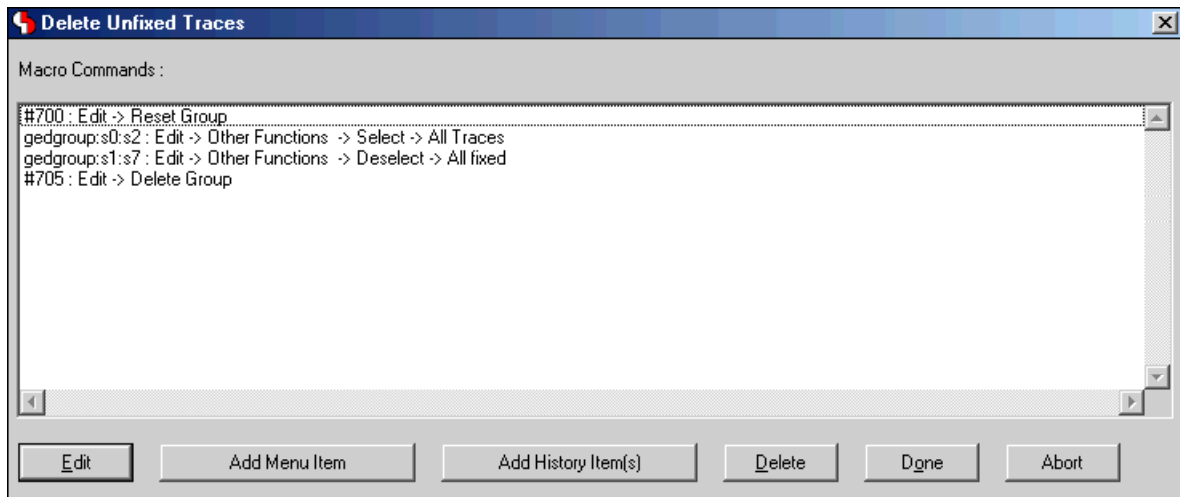 Delete Unfixed Traces
Macro Commands :
#700 : Edit -> Reset Group
gedgroup:s0:s2 : Edit -> Other Functions -> Select -> All Traces
gedgroup:s1:s7 : Edit -> Other Functions -> Deselect -> All fixed
#705 : Edit -> Delete Group
Edit Add Menu Item Add History Item(s) Delete Done Abort